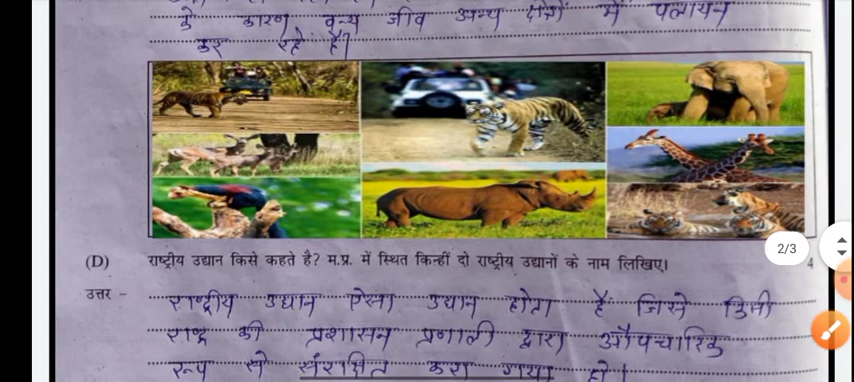 के कारण वन्य जीव अन्य क्षेत्रों में पलायन
कर रहे हैं।
(D) राष्ट्रीय उद्यान किसे कहते है? म.प्र. में स्थित किन्हीं दो राष्ट्रीय उद्यानों के नाम लिखिए। 4
2/3
उत्तर - राष्ट्रीय उद्यान ऐसा उद्यान होता है जिसे किसी
राष्ट्र की प्रशासन प्रणाली द्वारा औपचारिक
रूप से संरक्षित करा गया हो।